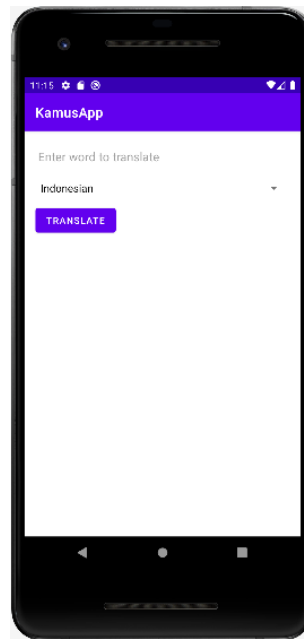 11:15
KamusApp
Enter word to translate
Indonesian
TRANSLATE